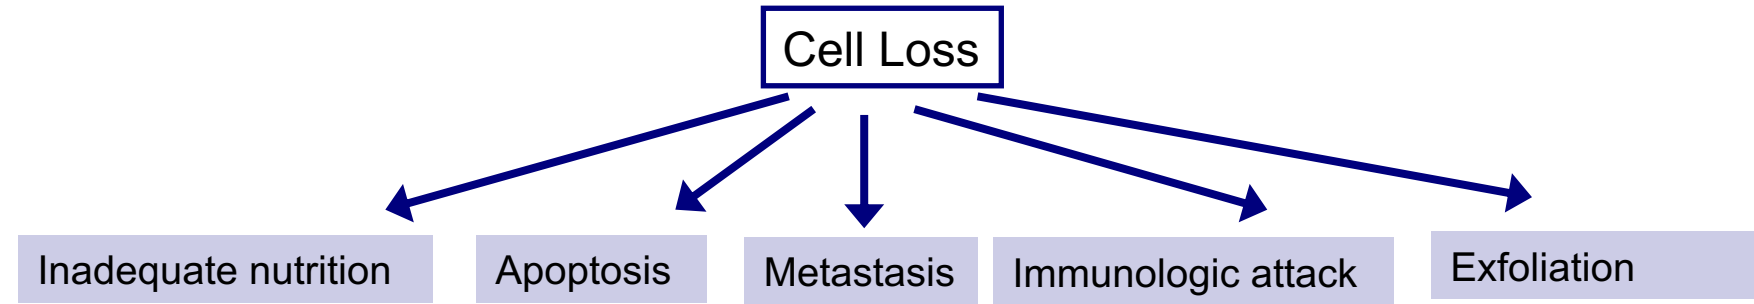 Cell Loss
Inadequate nutrition
Apoptosis
Metastasis
Immunologic attack
Exfoliation